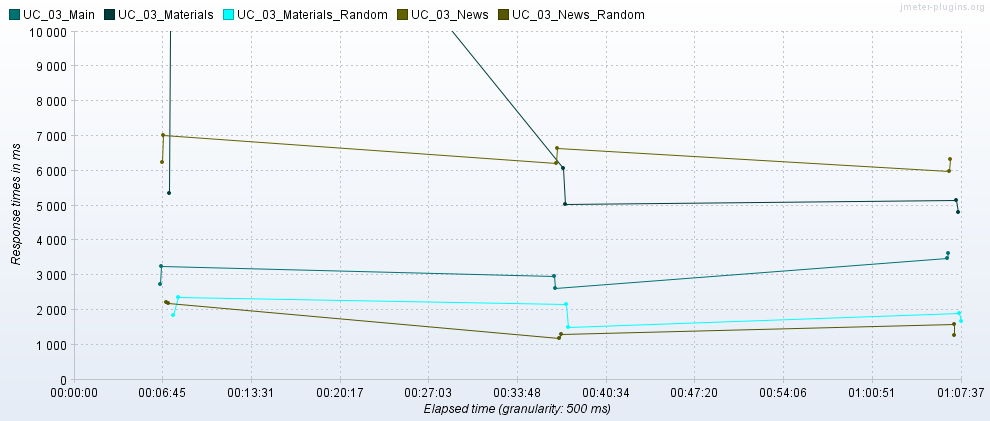 UC_03_Main UC_03_Materials UC_03_Materials_Random UC_03_News UC_03_News_Random
jmeter-plugins.org
10 000
9 000
8 000
7 000
6 000
5 000
4 000
3 000
2 000
1 000
0
Response times in ms
00:00:00 00:06:45 00:13:31 00:20:17 00:27:03 00:33:48 00:40:34 00:47:20 00:54:06 01:00:51 01:07:37
Elapsed time (granularity: 500 ms)